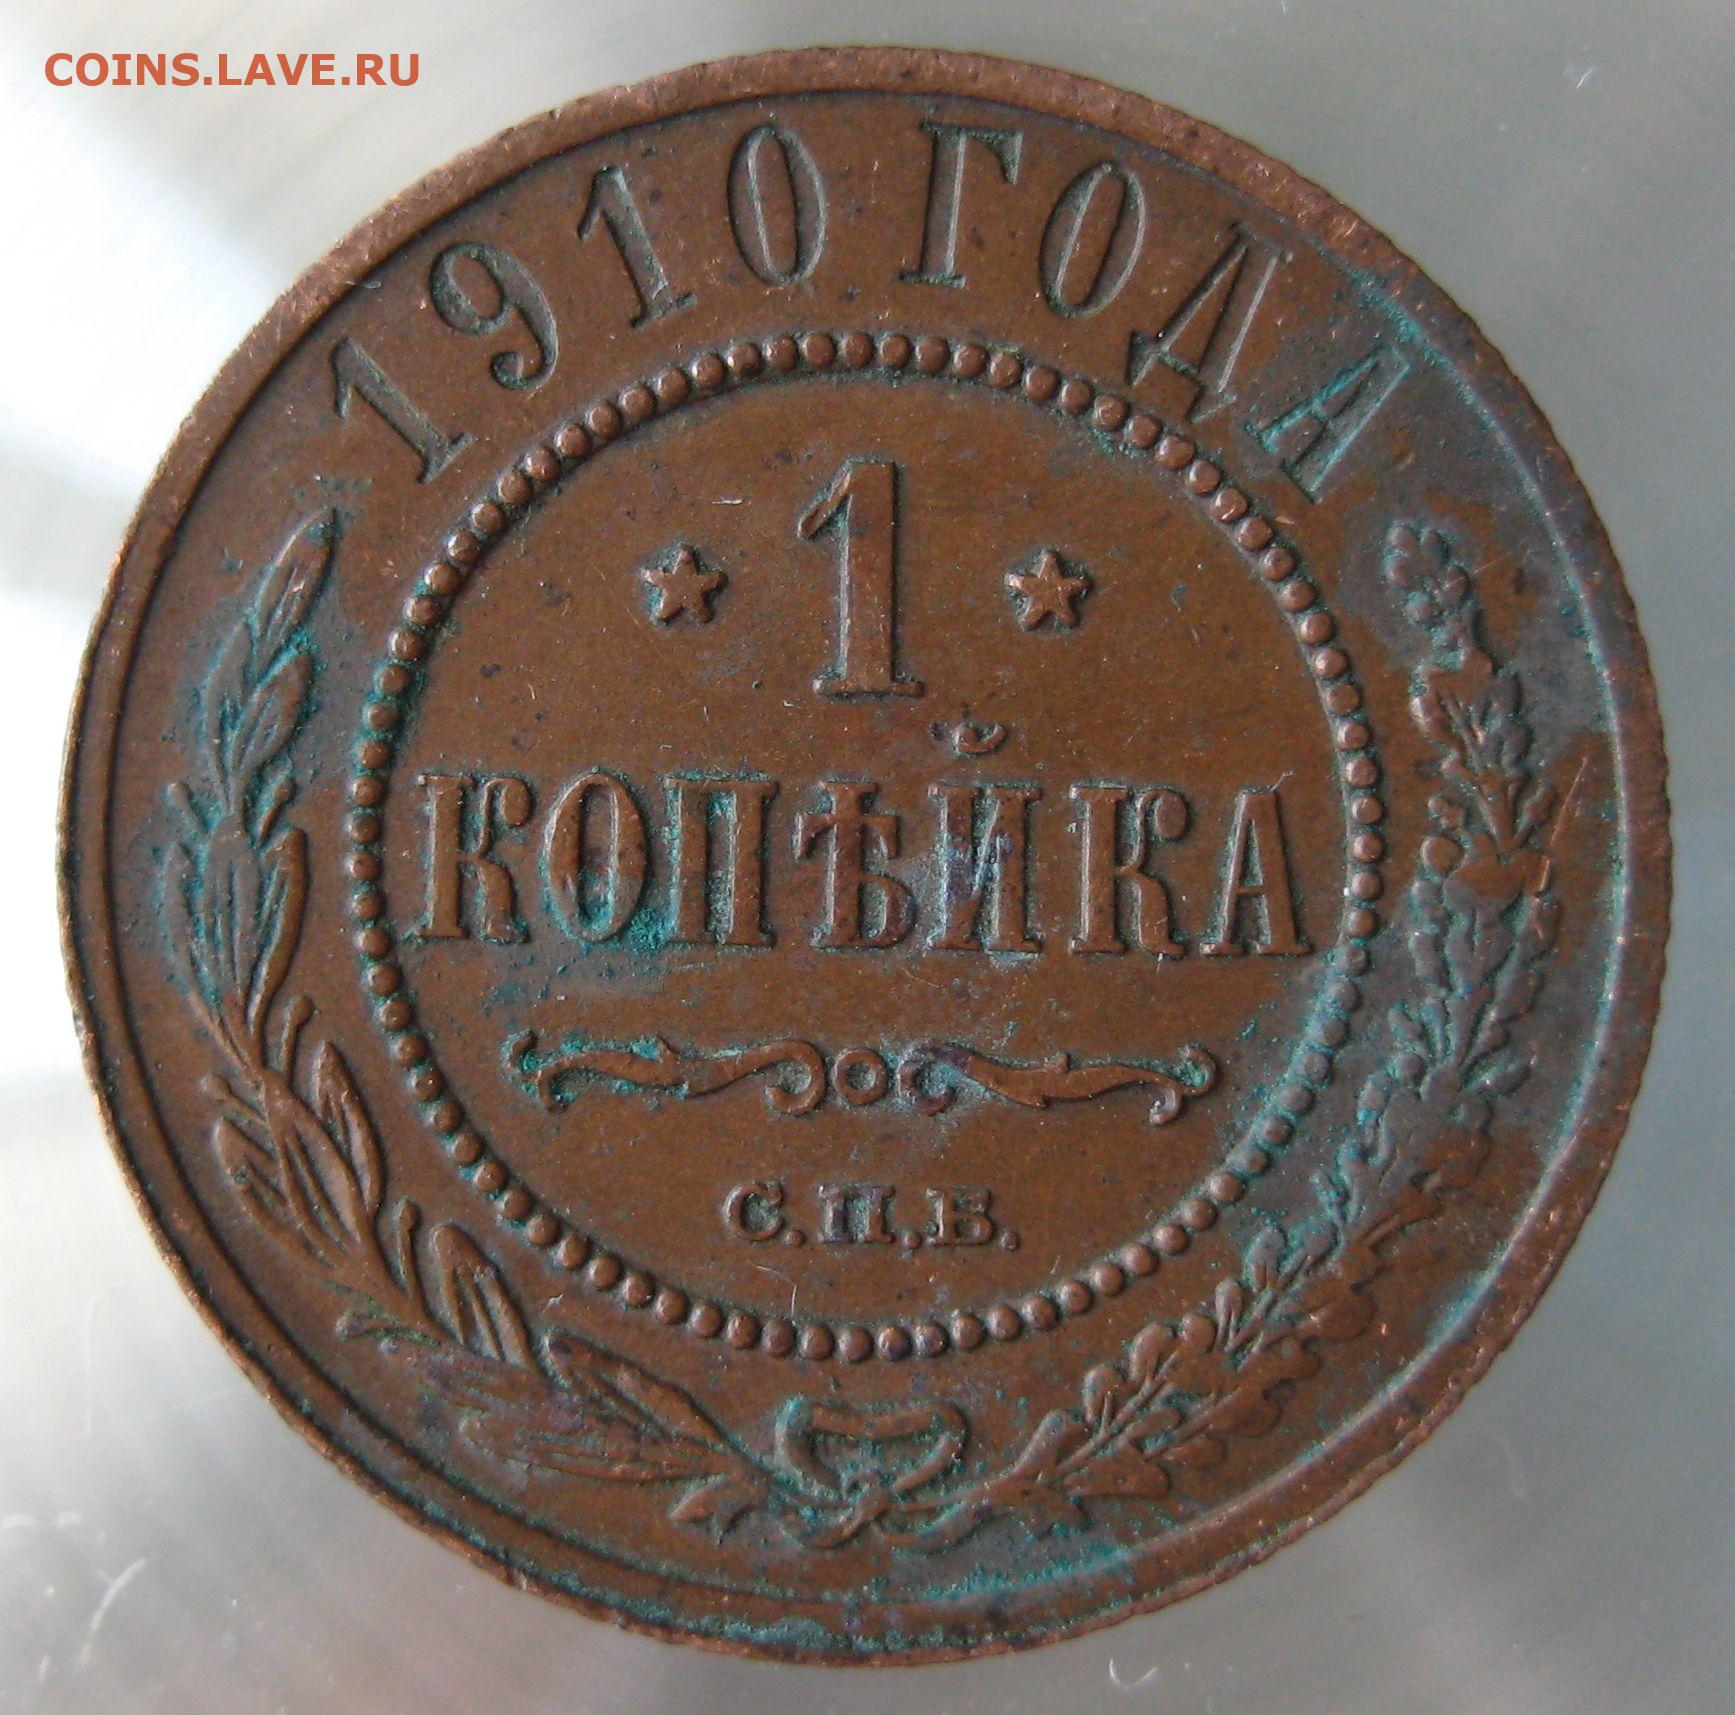 COINS.LAVE.RU
1910 ГОДА
1
КОПѢЙКА
С.П.Б.